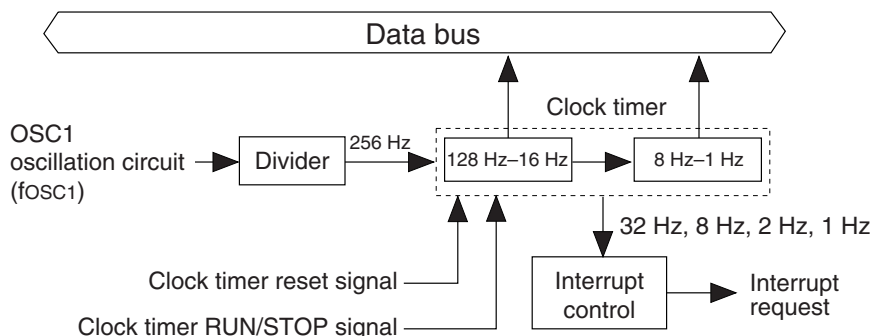 Data bus
Clock timer
OSC1
oscillation circuit
(fOSC1)
Divider
256 Hz
128 Hz–16 Hz
8 Hz–1 Hz
32 Hz, 8 Hz, 2 Hz, 1 Hz
Clock timer reset signal
Clock timer RUN/STOP signal
Interrupt
control
Interrupt
request